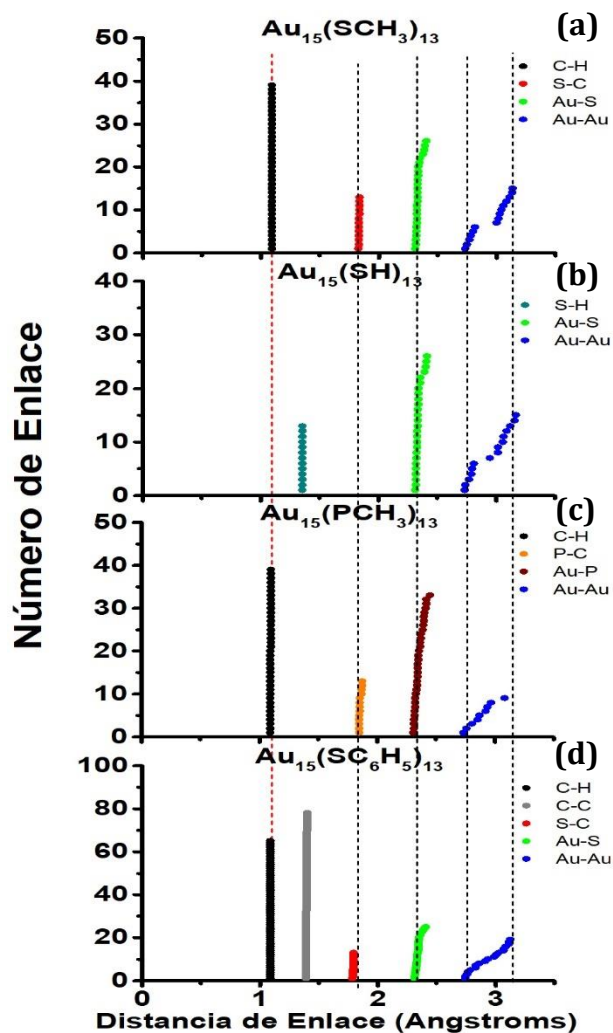 Au₁₅(SCH₃)₁₃
(a)
50
40
30
20
10
0
C-H
S-C
Au-S
Au-Au
Au₁₅(SH)₁₃
(b)
40
30
20
10
0
S-H
Au-S
Au-Au
Au₁₅(PCH₃)₁₃
(c)
50
40
30
20
10
0
C-H
P-C
Au-P
Au-Au
Au₁₅(SC₆H₅)₁₃
(d)
100
80
60
40
20
0
C-H
C-C
S-C
Au-S
Au-Au
0 1 2 3
Distancia de Enlace (Angstroms)
Número de Enlace